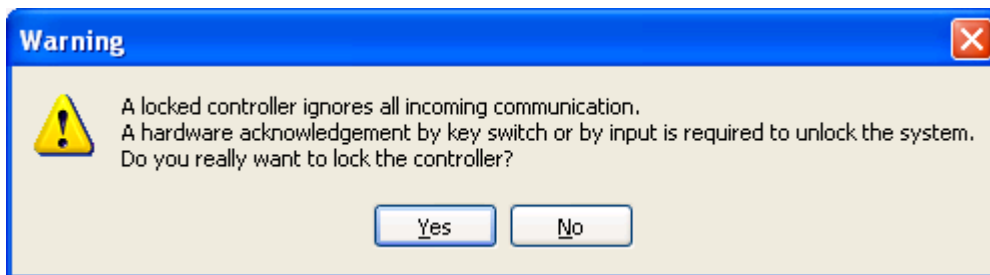 Warning
A locked controller ignores all incoming communication.
A hardware acknowledgement by key switch or by input is required to unlock the system.
Do you really want to lock the controller?
Yes No